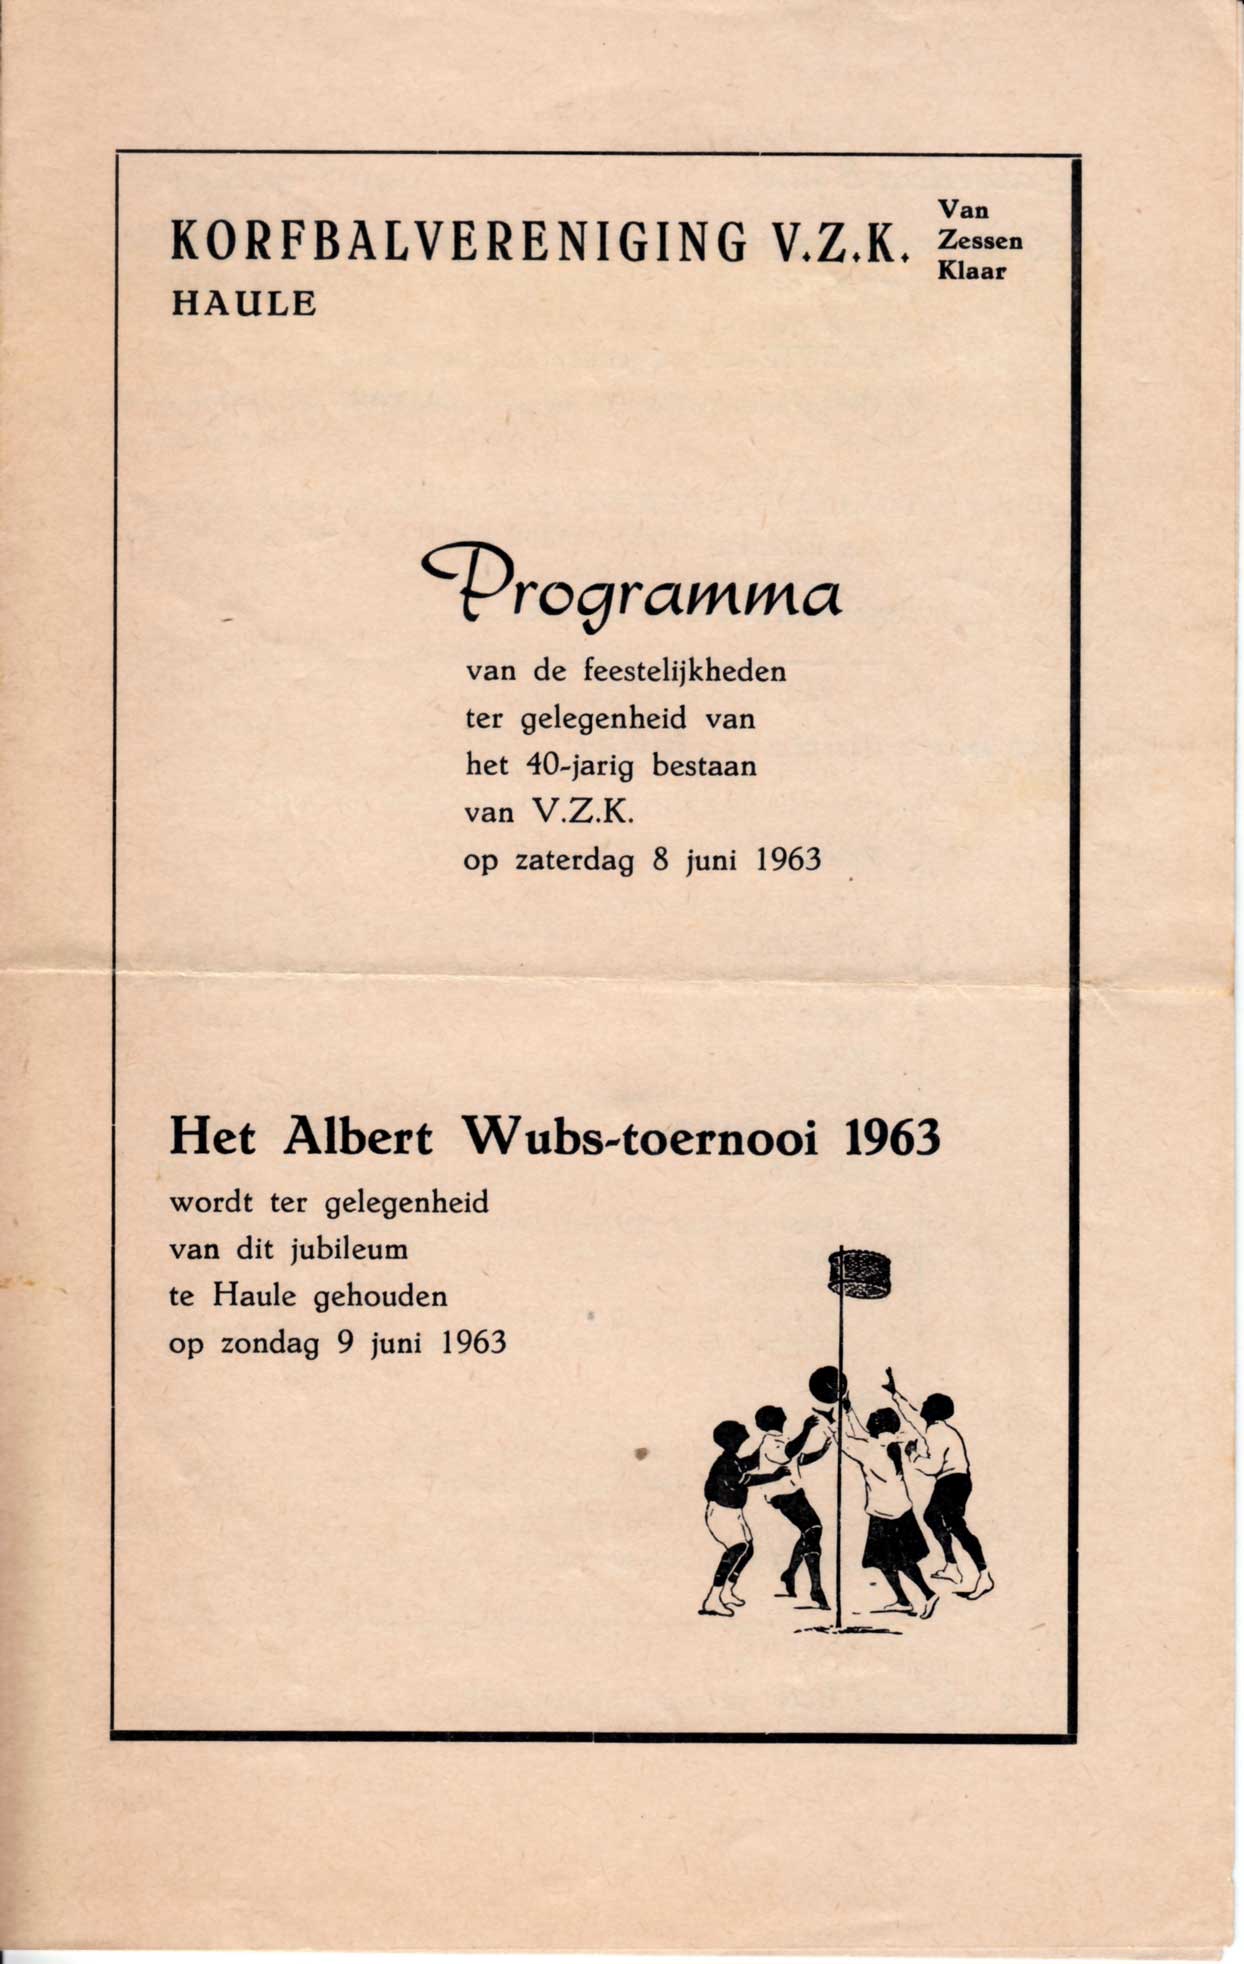 KORFBALVERENIGING V.Z.K.
Van
Zessen
Klaar
HAULE
Programma
van de feestelijkheden
ter gelegenheid van
het 40-jarig bestaan
van V.Z.K.
op zaterdag 8 juni 1963
Het Albert Wubs-toernooi 1963
wordt ter gelegenheid
van dit jubileum
te Haule gehouden
op zondag 9 juni 1963